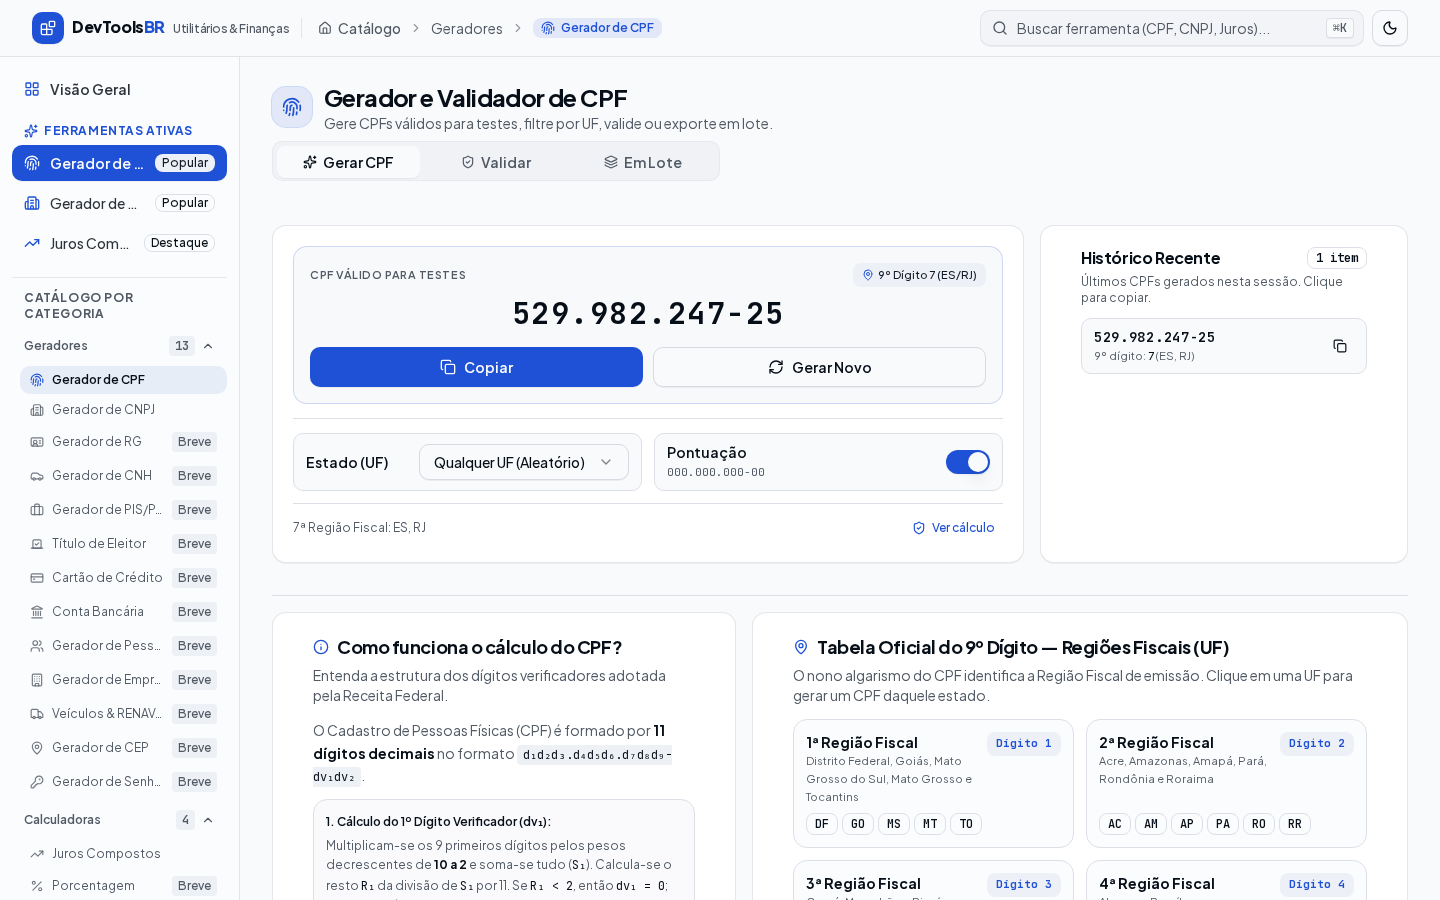 DevToolsBR Utilitários & Finanças
Catálogo > Geradores > Gerador de CPF
Buscar ferramenta (CPF, CNPJ, Juros)... ⌘K
Visão Geral
FERRAMENTAS ATIVAS
Gerador de ... Popular
Gerador de ... Popular
Juros Com... Destaque
CATÁLOGO POR
CATEGORIA
Geradores 13
Gerador de CPF
Gerador de CNPJ
Gerador de RG Breve
Gerador de CNH Breve
Gerador de PIS/P... Breve
Título de Eleitor Breve
Cartão de Crédito Breve
Conta Bancária Breve
Gerador de Pess... Breve
Gerador de Empr... Breve
Veículos & RENAV... Breve
Gerador de CEP Breve
Gerador de Senh... Breve
Calculadoras 4
Juros Compostos
Porcentagem Breve
Gerador e Validador de CPF
Gere CPFs válidos para testes, filtre por UF, valide ou exporte em lote.
Gerar CPF
Validar
Em Lote
CPF VÁLIDO PARA TESTES
9º Dígito 7 (ES/RJ)
529.982.247-25
Copiar
Gerar Novo
Estado (UF)
Qualquer UF (Aleatório)
Pontuação
000.000.000-00
7ª Região Fiscal: ES, RJ
Ver cálculo
Histórico Recente
1 item
Últimos CPFs gerados nesta sessão. Clique
para copiar.
529.982.247-25
9º dígito: 7 (ES, RJ)
Como funciona o cálculo do CPF?
Entenda a estrutura dos dígitos verificadores adotada
pela Receita Federal.
O Cadastro de Pessoas Físicas (CPF) é formado por 11
dígitos decimais no formato d₁d₂d₃.d₄d₅d₆.d₇d₈d₉-
dv₁dv₂ .
1. Cálculo do 1º Dígito Verificador (dv₁):
Multiplicam-se os 9 primeiros dígitos pelos pesos
decrescentes de 10 a 2 e soma-se tudo (S₁). Calcula-se o
resto R₁ da divisão de S₁ por 11. Se R₁ < 2, então dv₁ = 0;
Tabela Oficial do 9º Dígito — Regiões Fiscais (UF)
O nono algarismo do CPF identifica a Região Fiscal de emissão. Clique em uma UF para
gerar um CPF daquele estado.
1ª Região Fiscal
Dígito 1
Distrito Federal, Goiás, Mato
Grosso do Sul, Mato Grosso e
Tocantins
DF GO MS MT TO
2ª Região Fiscal
Dígito 2
Acre, Amazonas, Amapá, Pará,
Rondônia e Roraima
AC AM AP PA RO RR
3ª Região Fiscal
Dígito 3
4ª Região Fiscal
Dígito 4